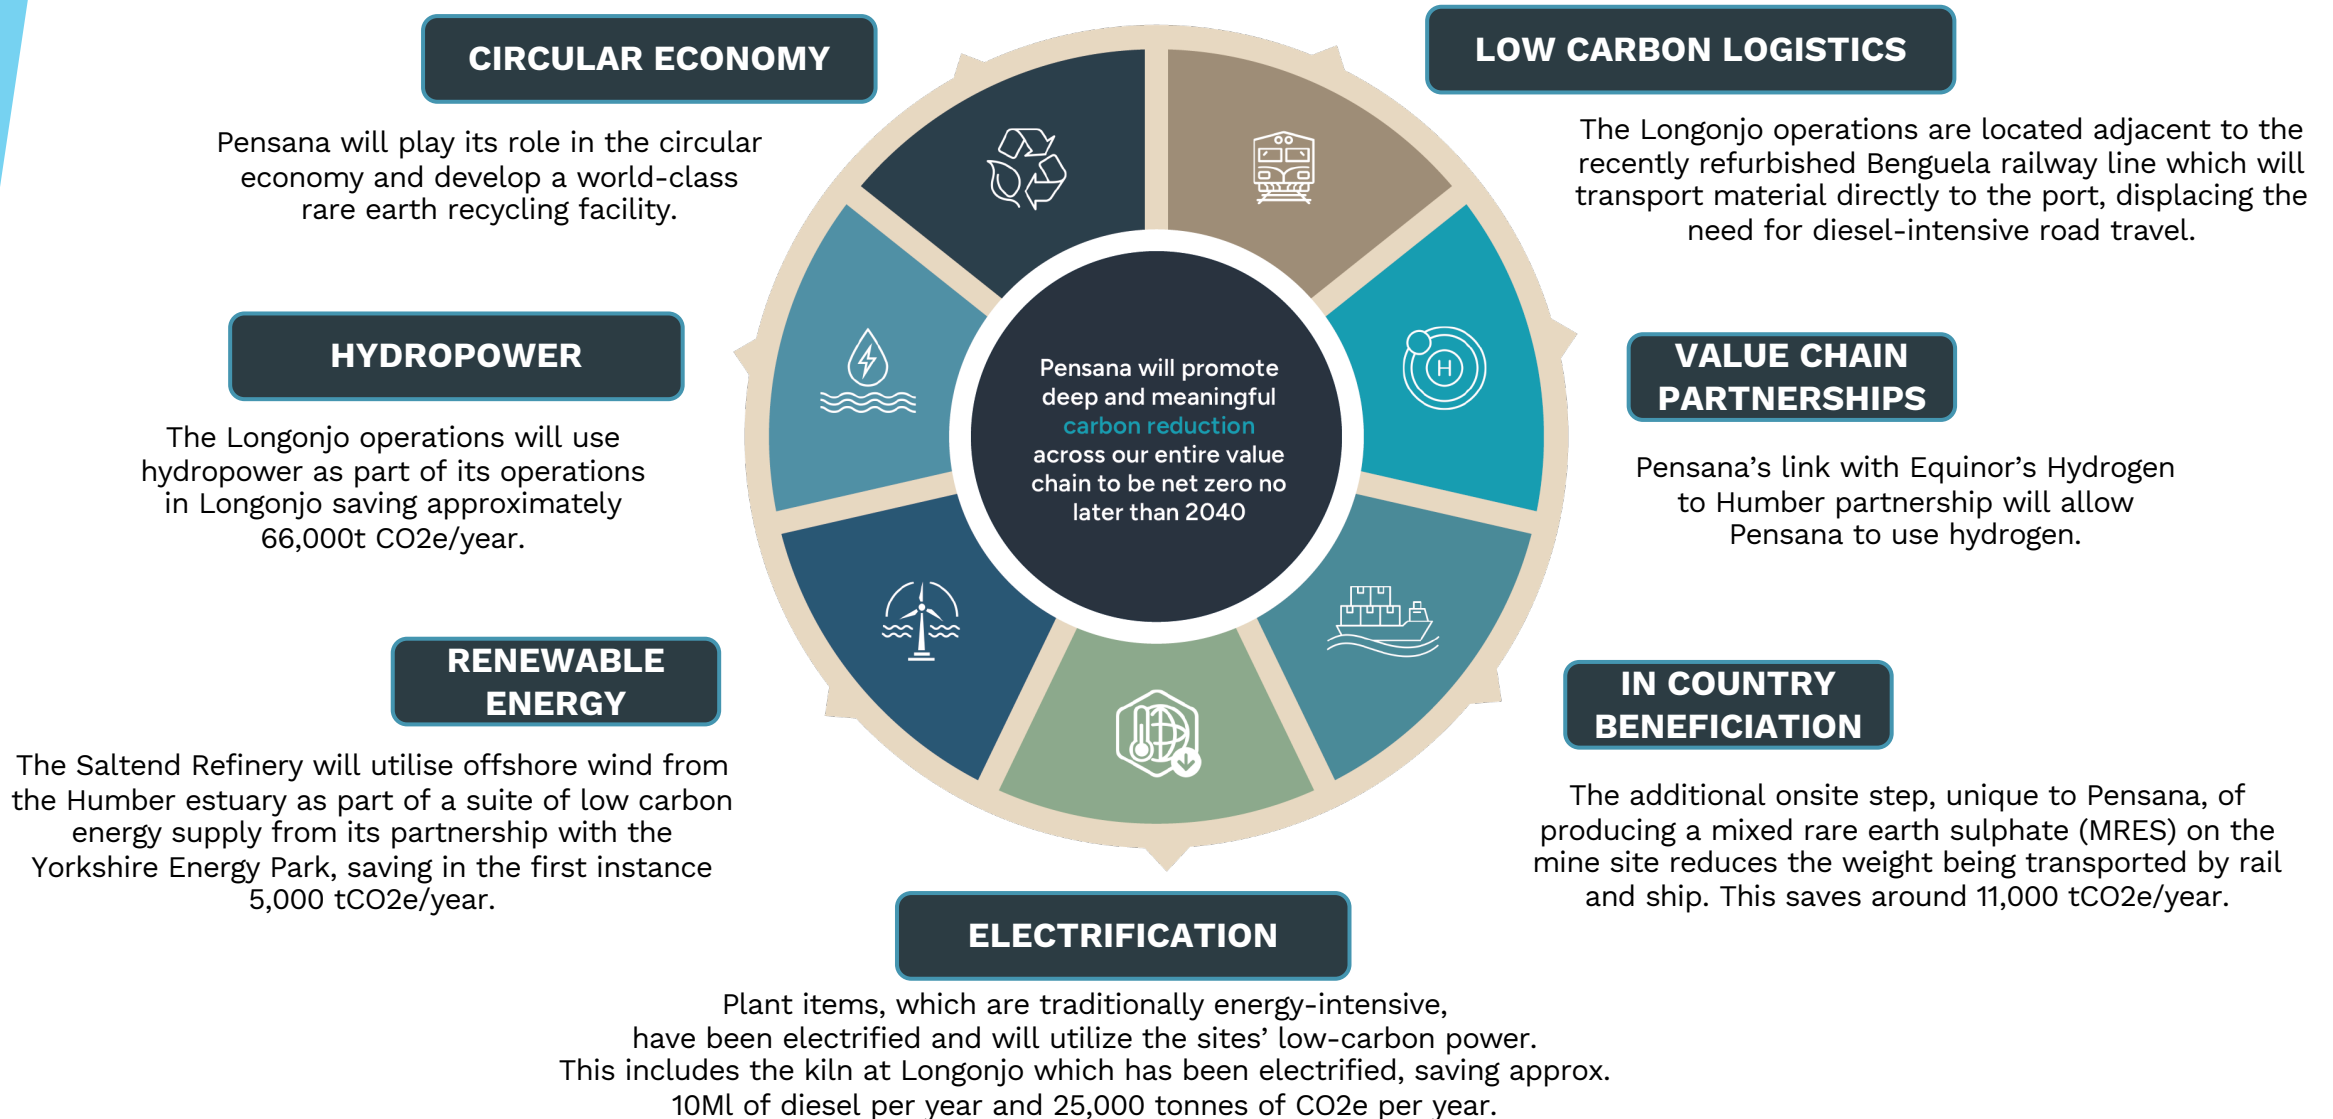 CIRCULAR ECONOMY
Pensana will play its role in the circular
economy and develop a world-class
rare earth recycling facility.
LOW CARBON LOGISTICS
The Longonjo operations are located adjacent to the
recently refurbished Benguela railway line which will
transport material directly to the port, displacing the
need for diesel-intensive road travel.
HYDROPOWER
The Longonjo operations will use
hydropower as part of its operations
in Longonjo saving approximately
66,000t CO2e/year.
Pensana will promote
deep and meaningful
carbon reduction
across our entire value
chain to be net zero no
later than 2040
H
VALUE CHAIN
PARTNERSHIPS
Pensana’s link with Equinor’s Hydrogen
to Humber partnership will allow
Pensana to use hydrogen.
RENEWABLE
ENERGY
The Saltend Refinery will utilise offshore wind from
the Humber estuary as part of a suite of low carbon
energy supply from its partnership with the
Yorkshire Energy Park, saving in the first instance
5,000 tCO2e/year.
IN COUNTRY
BENEFICIATION
The additional onsite step, unique to Pensana, of
producing a mixed rare earth sulphate (MRES) on the
mine site reduces the weight being transported by rail
and ship. This saves around 11,000 tCO2e/year.
ELECTRIFICATION
Plant items, which are traditionally energy-intensive,
have been electrified and will utilize the sites’ low-carbon power.
This includes the kiln at Longonjo which has been electrified, saving approx.
10Ml of diesel per year and 25,000 tonnes of CO2e per year.